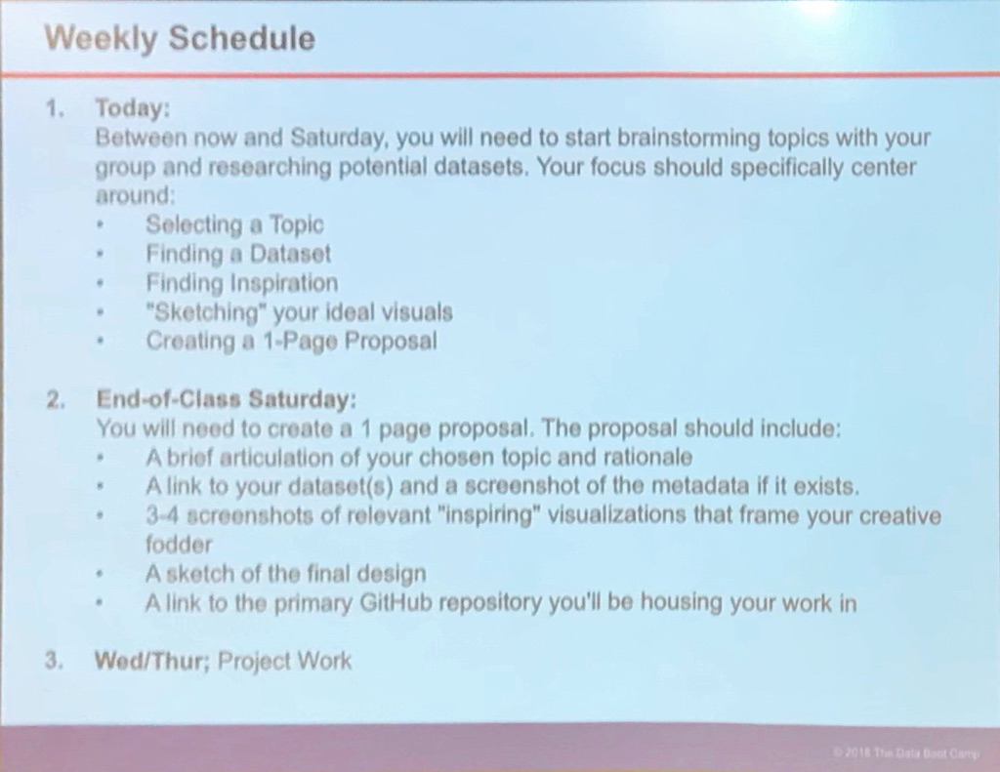 Weekly Schedule
1. Today:
Between now and Saturday, you will need to start brainstorming topics with your
group and researching potential datasets. Your focus should specifically center
around:
• Selecting a Topic
• Finding a Dataset
• Finding Inspiration
• "Sketching" your ideal visuals
• Creating a 1-Page Proposal
2. End-of-Class Saturday:
You will need to create a 1 page proposal. The proposal should include:
• A brief articulation of your chosen topic and rationale
• A link to your dataset(s) and a screenshot of the metadata if it exists.
• 3-4 screenshots of relevant "inspiring" visualizations that frame your creative
fodder
• A sketch of the final design
• A link to the primary GitHub repository you'll be housing your work in
3. Wed/Thur; Project Work
© 2018 The Data Boot Camp